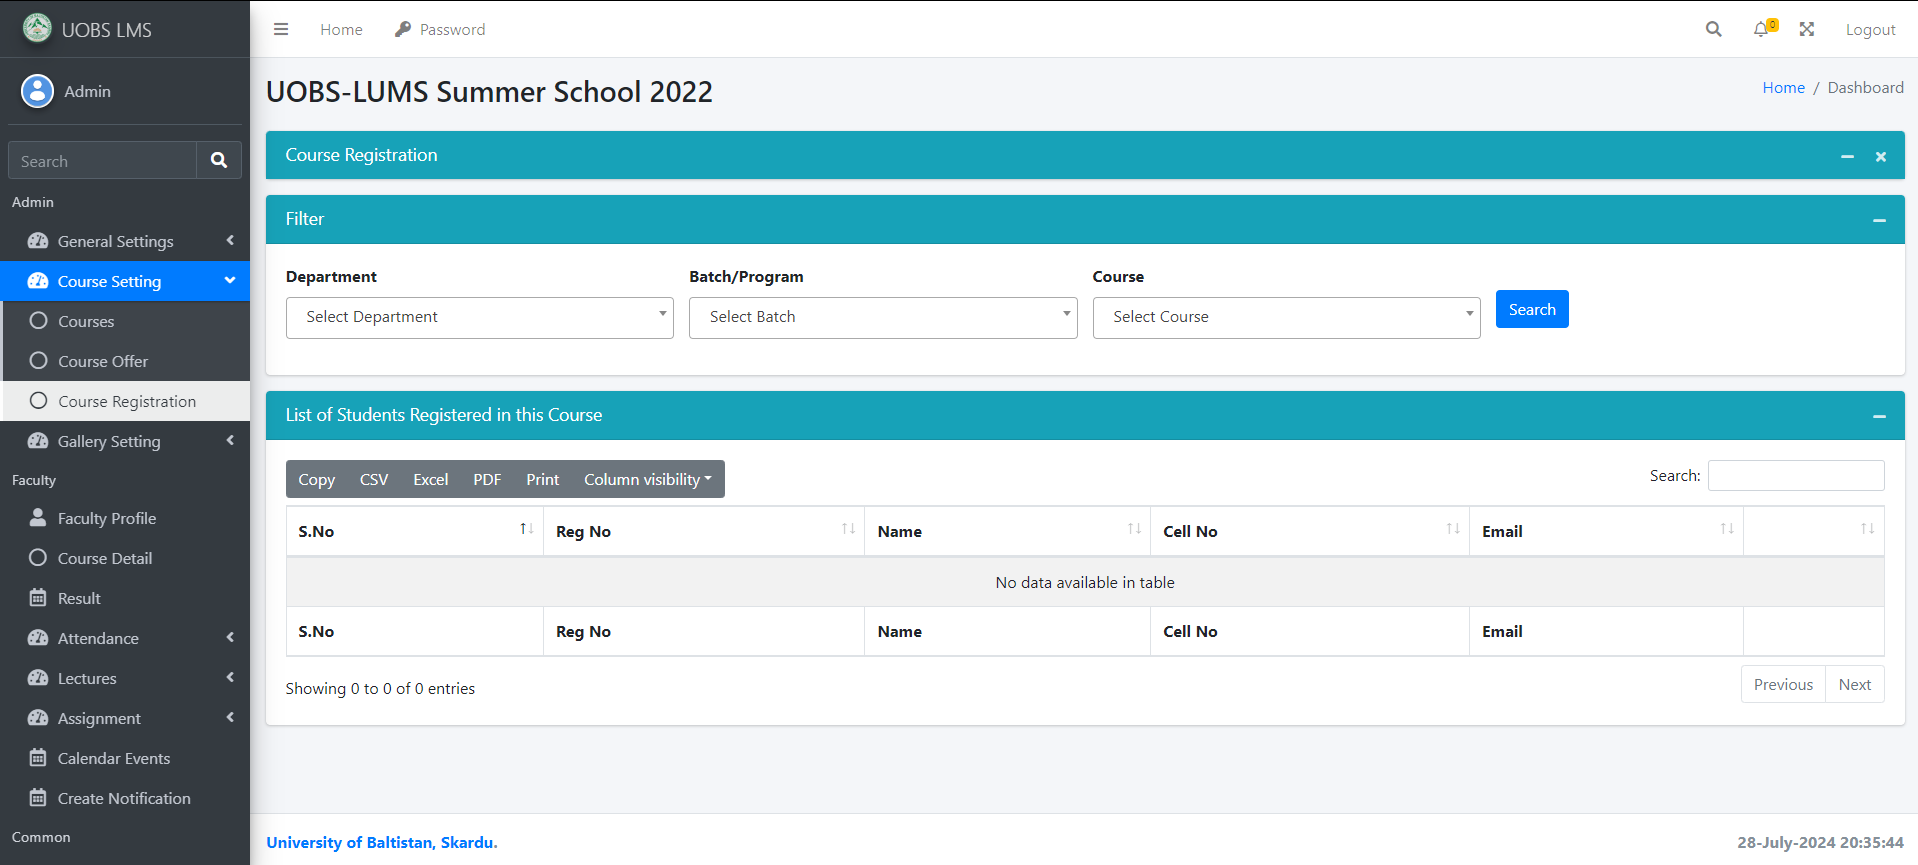 UOBS LMS
Home
Password
0
Logout
Admin
Search
Admin
General Settings
Course Setting
Courses
Course Offer
Course Registration
Gallery Setting
Faculty
Faculty Profile
Course Detail
Result
Attendance
Lectures
Assignment
Calendar Events
Create Notification
Common
UOBS-LUMS Summer School 2022
Home / Dashboard
Course Registration
Filter
Department Batch/Program Course
Select Department Select Batch Select Course Search
List of Students Registered in this Course
Copy CSV Excel PDF Print Column visibility
Search:
S.No Reg No Name Cell No Email
No data available in table
S.No Reg No Name Cell No Email
Showing 0 to 0 of 0 entries
Previous Next
University of Baltistan, Skardu.
28-July-2024 20:35:44